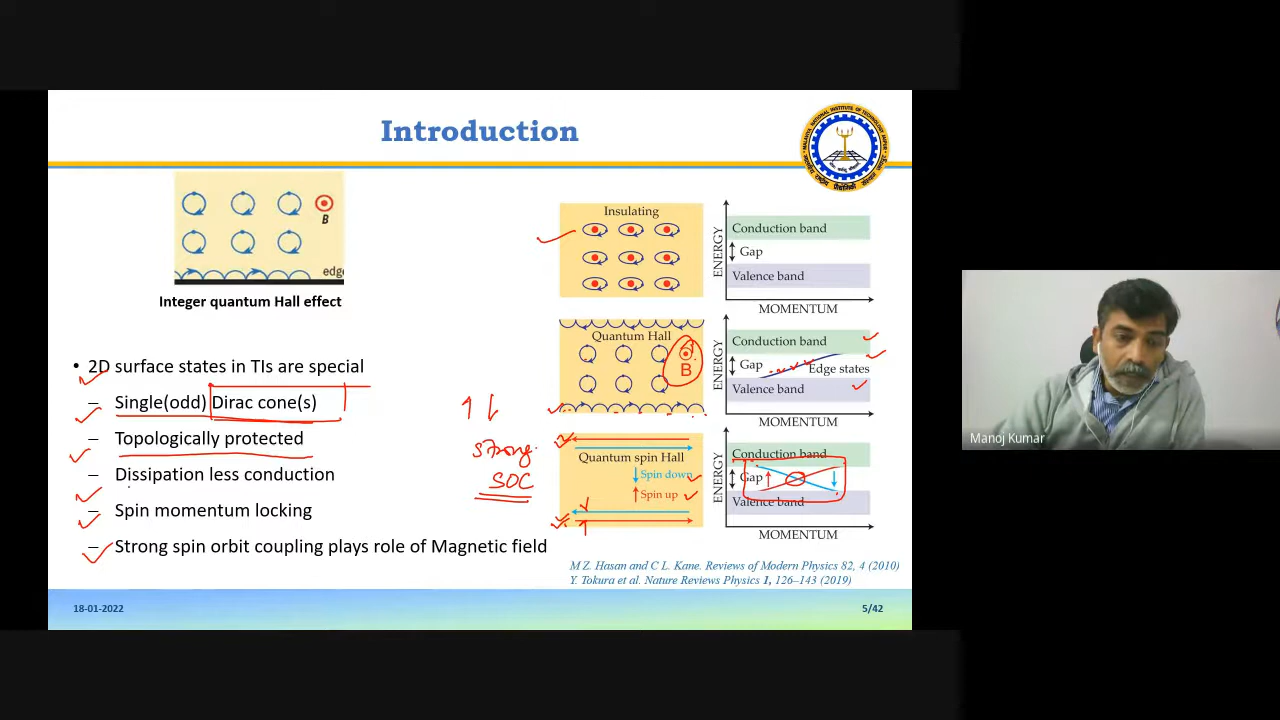 Introduction
B
edge
Integer quantum Hall effect
• 2D surface states in TIs are special
– Single(odd) Dirac cone(s)
– Topologically protected
– Dissipation less conduction
– Spin momentum locking
– Strong spin orbit coupling plays role of Magnetic field
strong
SOC
Insulating
ENERGY
Conduction band
Gap
Valence band
MOMENTUM
Quantum Hall
B
ENERGY
Conduction band
Gap
Edge states
Valence band
MOMENTUM
Quantum spin Hall
↓ Spin down
↑ Spin up
ENERGY
Conduction band
Gap
Valence band
MOMENTUM
M Z. Hasan and C L. Kane. Reviews of Modern Physics 82, 4 (2010)
Y. Tokura et al. Nature Reviews Physics 1, 126–143 (2019)
18-01-2022
5/42
Manoj Kumar